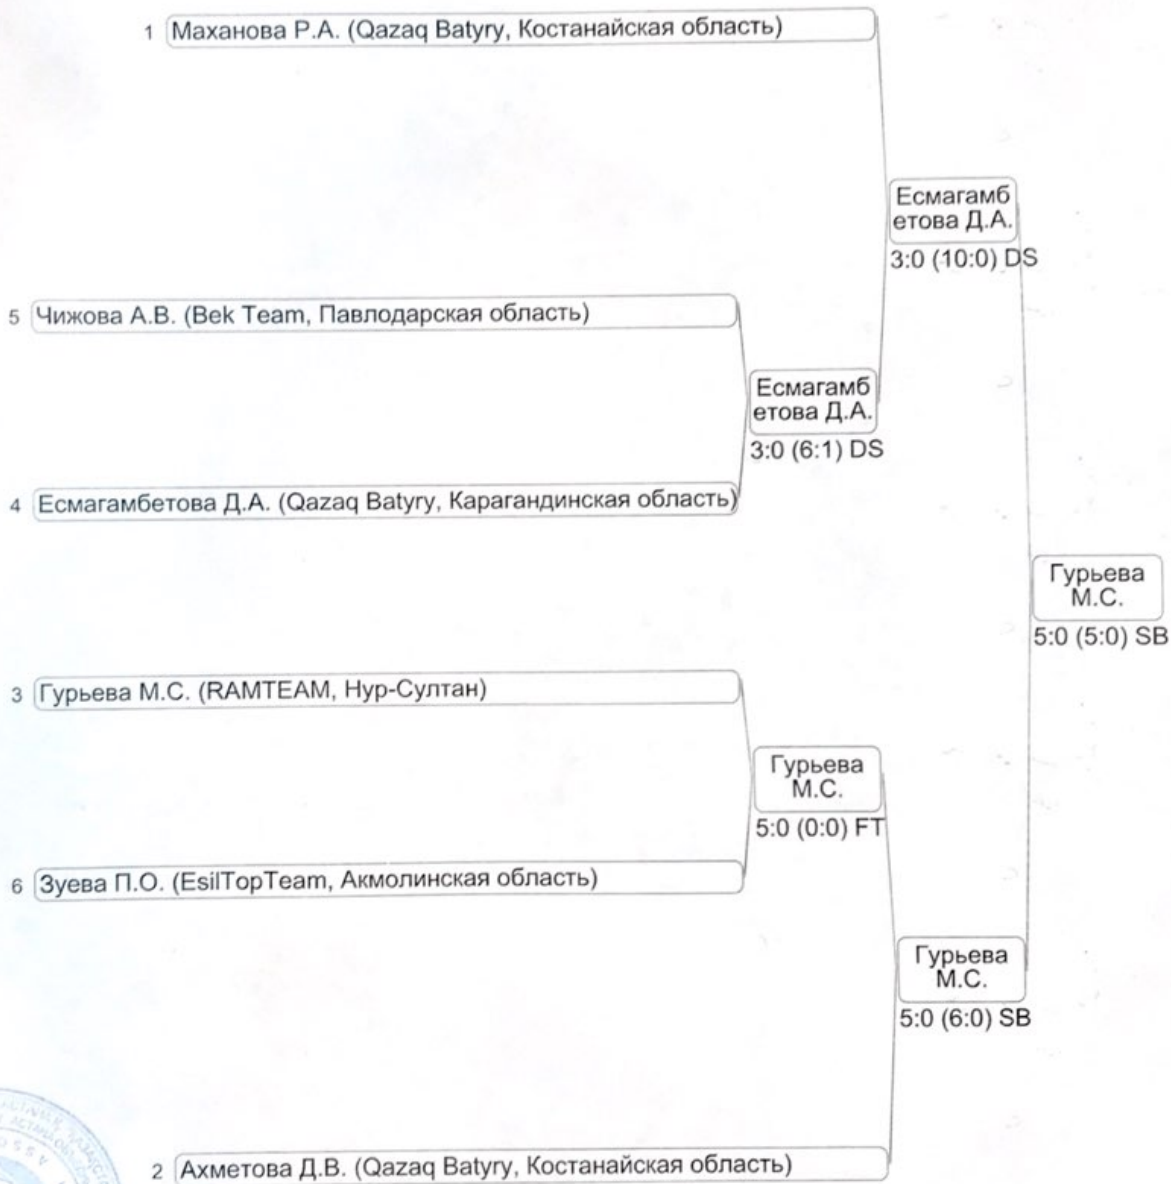 1 Маханова Р.А. (Qazaq Batyry, Костанайская область)
Есмагамб
етова Д.А.
3:0 (10:0) DS
5 Чижова А.В. (Bek Team, Павлодарская область)
Есмагамб
етова Д.А.
3:0 (6:1) DS
4 Есмагамбетова Д.А. (Qazaq Batyry, Карагандинская область)
Гурьева
М.С.
5:0 (5:0) SB
3 Гурьева М.С. (RAMTEAM, Нур-Султан)
Гурьева
М.С.
5:0 (0:0) FT
6 Зуева П.О. (EsilTopTeam, Акмолинская область)
Гурьева
М.С.
5:0 (6:0) SB
2 Ахметова Д.В. (Qazaq Batyry, Костанайская область)